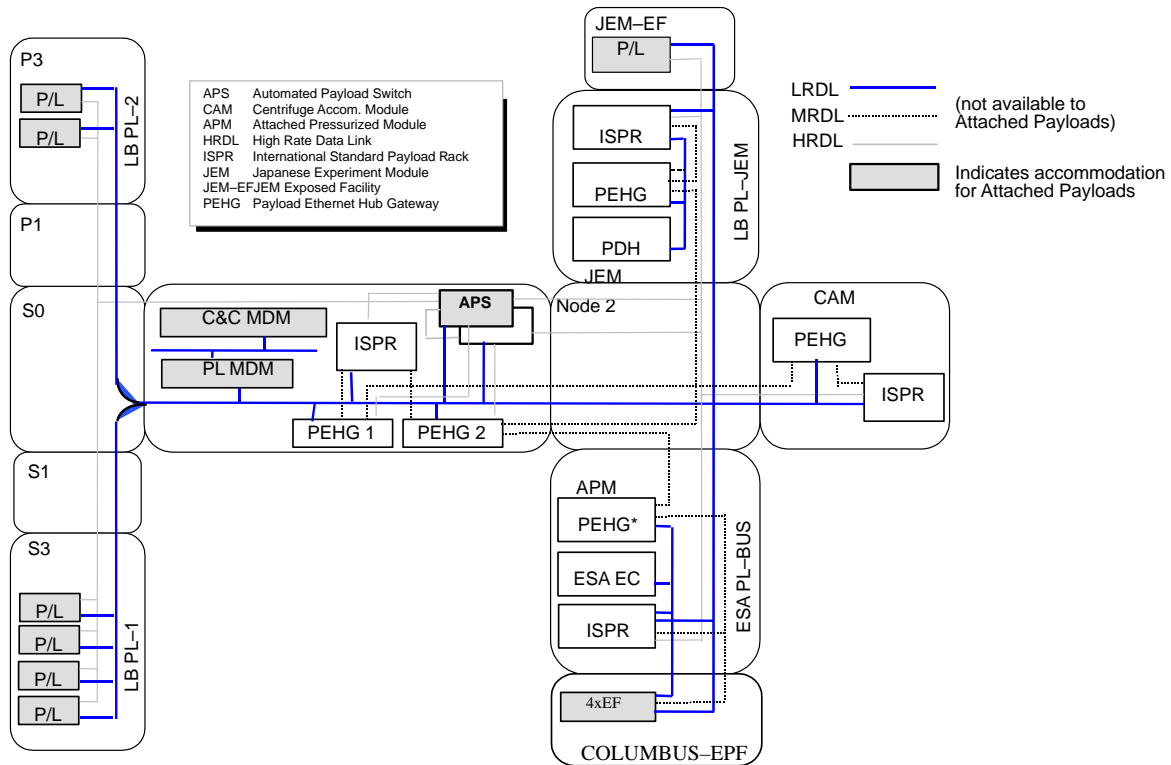 P3
P/L
P/L
LB PL–2
P1
S0
S1
S3
P/L
P/L
P/L
P/L
LB PL–1
APS Automated Payload Switch
CAM Centrifuge Accom. Module
APM Attached Pressurized Module
HRDL High Rate Data Link
ISPR International Standard Payload Rack
JEM Japanese Experiment Module
JEM–EFJEM Exposed Facility
PEHG Payload Ethernet Hub Gateway
C&C MDM
PL MDM
ISPR
APS
PEHG 1
PEHG 2
JEM–EF
P/L
ISPR
PEHG
PDH
JEM
LB PL–JEM
Node 2
APM
PEHG*
ESA EC
ISPR
ESA PL–BUS
4xEF
COLUMBUS–EPF
CAM
PEHG
ISPR
LRDL
MRDL
HRDL
(not available to
Attached Payloads)
Indicates accommodation
for Attached Payloads